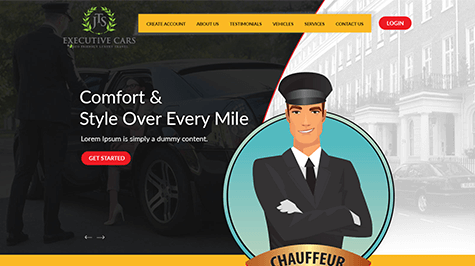 JTS
EXECUTIVE CARS
CREATE ACCOUNT ABOUT US TESTIMONIALS VEHICLES SERVICES CONTACT US
LOGIN
Comfort &
Style Over Every Mile
Lorem Ipsum is simply a dummy content.
GET STARTED
CHAUFFEUR